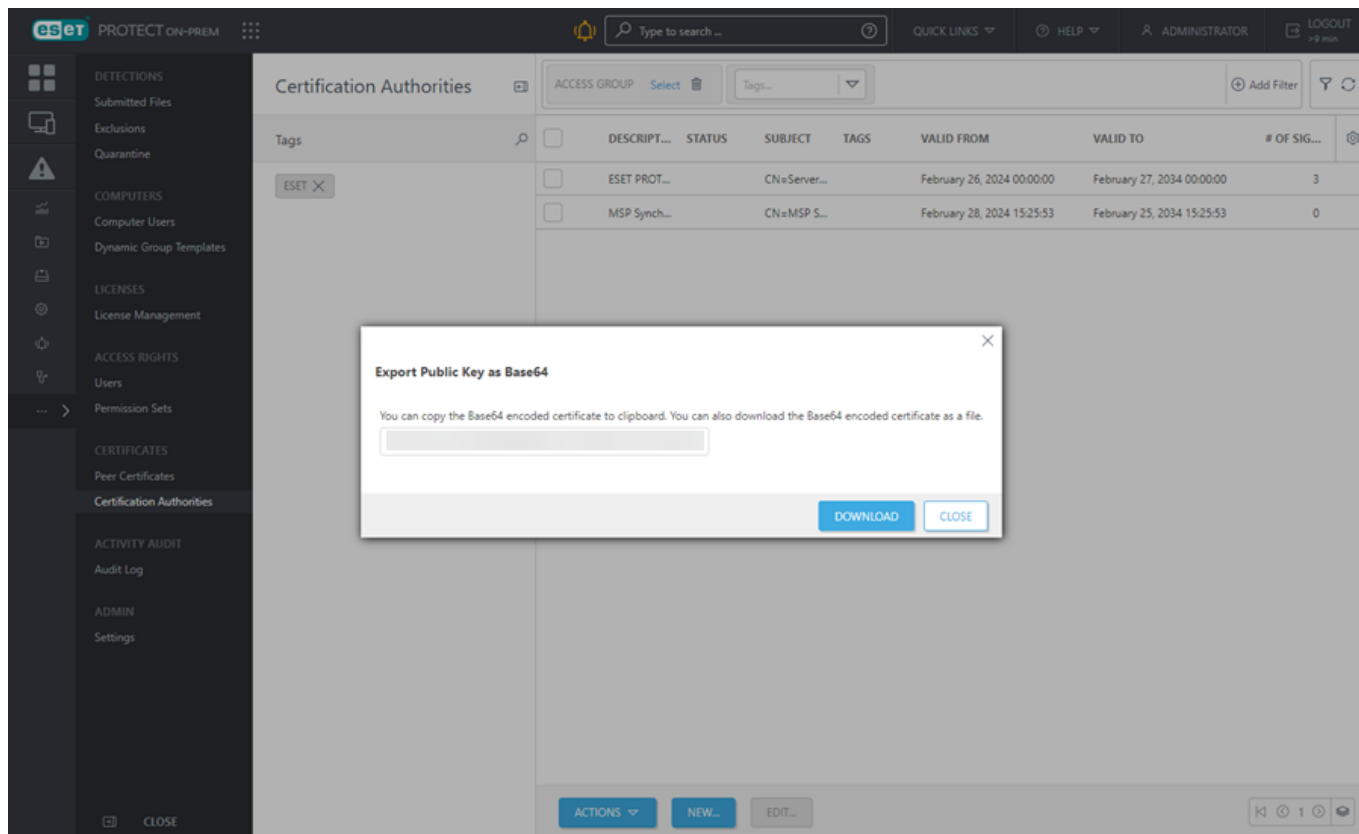 eset PROTECT ON-PREM
Type to search ...
QUICK LINKS
HELP
ADMINISTRATOR
LOGOUT
>9 min
DETECTIONS
Submitted Files
Exclusions
Quarantine
COMPUTERS
Computer Users
Dynamic Group Templates
LICENSES
License Management
ACCESS RIGHTS
Users
Permission Sets
CERTIFICATES
Peer Certificates
Certification Authorities
ACTIVITY AUDIT
Audit Log
ADMIN
Settings
CLOSE
Certification Authorities
Tags
ESET
ACCESS GROUP Select
Tags...
Add Filter
DESCRIPT... STATUS SUBJECT TAGS VALID FROM VALID TO # OF SIG...
ESET PROT... CN=Server... February 26, 2024 00:00:00 February 27, 2034 00:00:00 3
MSP Synch... CN=MSP S... February 28, 2024 15:25:53 February 25, 2034 15:25:53 0
Export Public Key as Base64
You can copy the Base64 encoded certificate to clipboard. You can also download the Base64 encoded certificate as a file.
DOWNLOAD
CLOSE
ACTIONS
NEW...
EDIT...
1